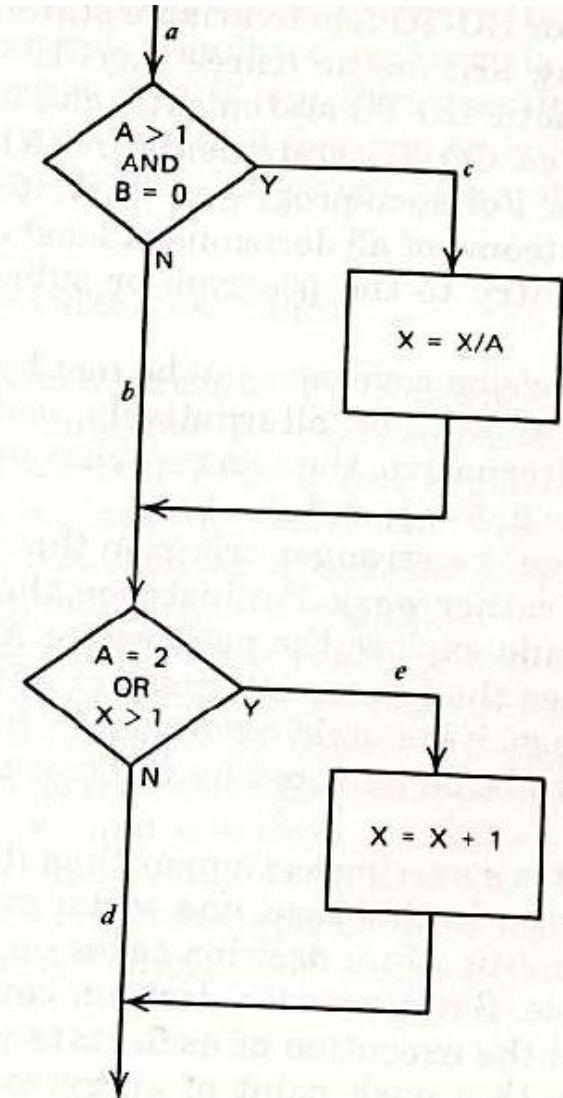 a
A > 1
AND
B = 0
Y
c
N
X = X/A
b
A = 2
OR
X > 1
Y
e
N
X = X + 1
d